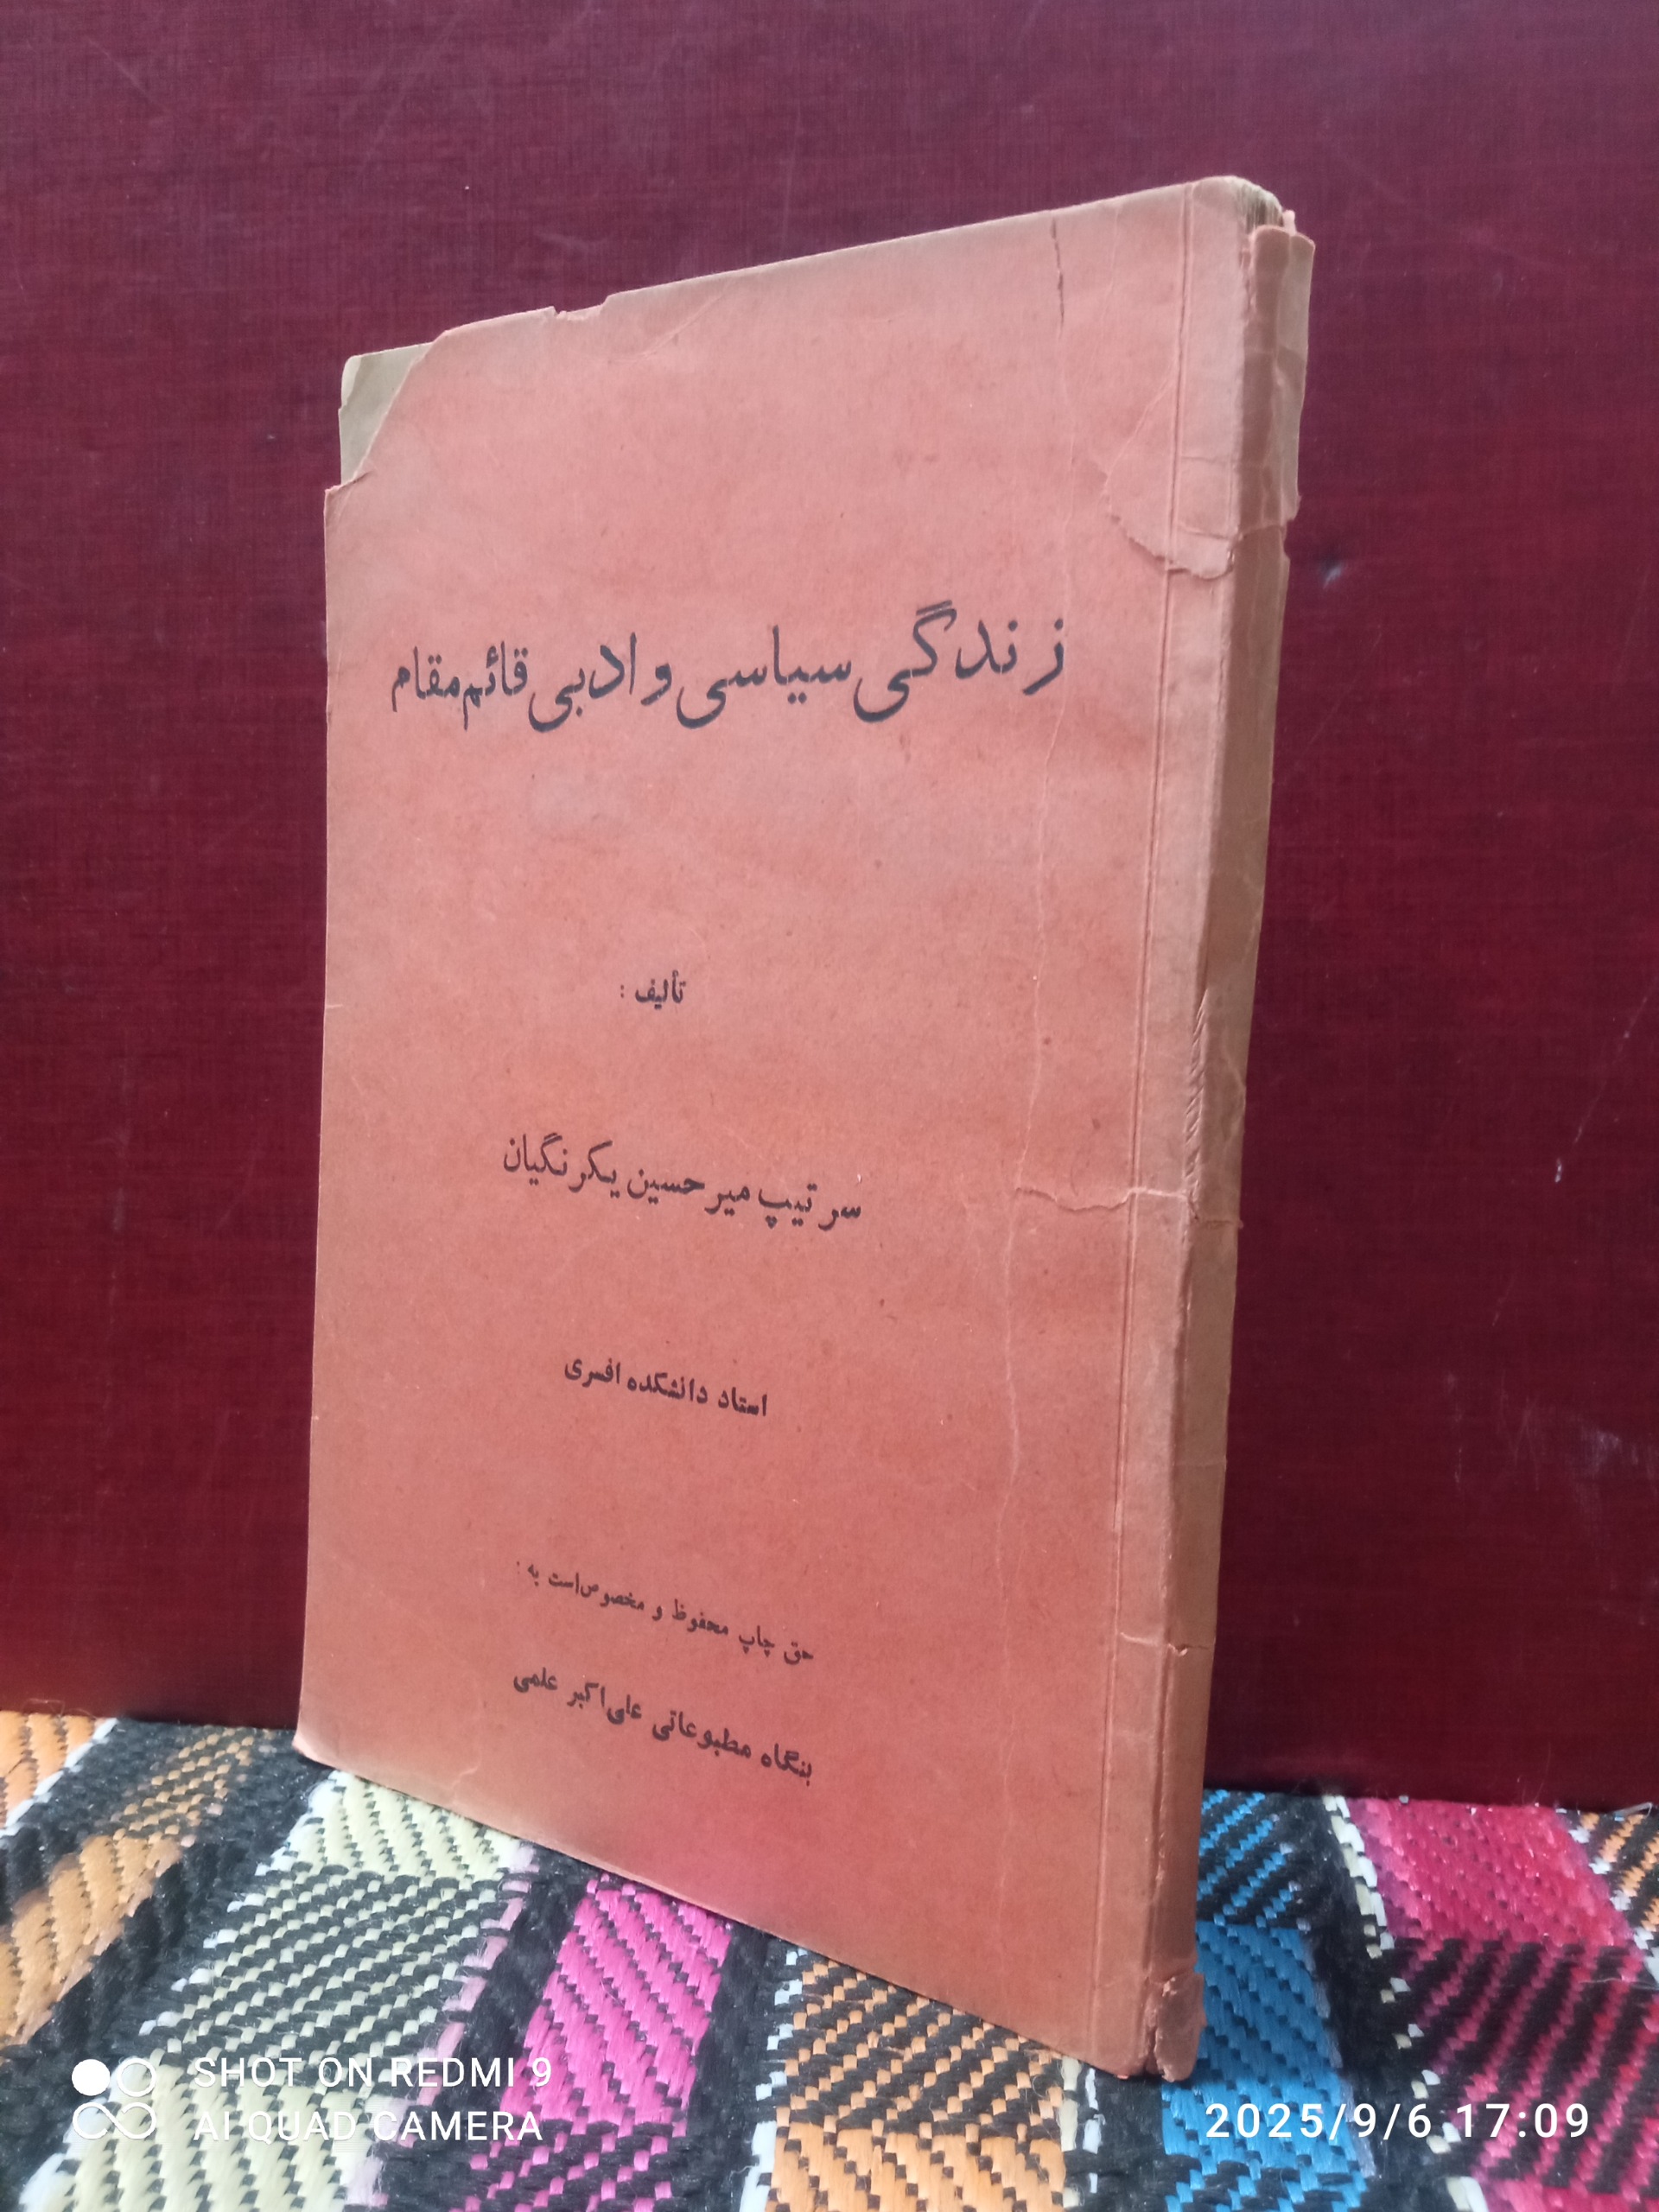 زندگی سیاسی و ادبی قائم مقام
تألیف :
سرتیپ میرحسین یکرنگیان
استاد دانشکده افسری
حق چاپ محفوظ و مخصوص است به :
بنگاه مطبوعاتی علی اکبر علمی
SHOT ON REDMI 9
AI QUAD CAMERA
2025/9/6 17:09